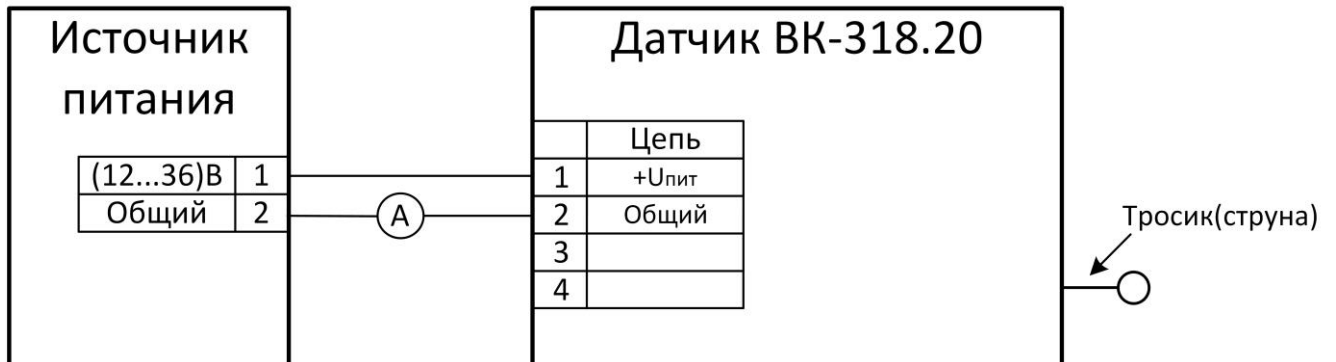 Источник
питания
(12...36)В 1
Общий 2
А
Датчик ВК-318.20
Цепь
1 +Uпит
2 Общий
3
4
Тросик(струна)